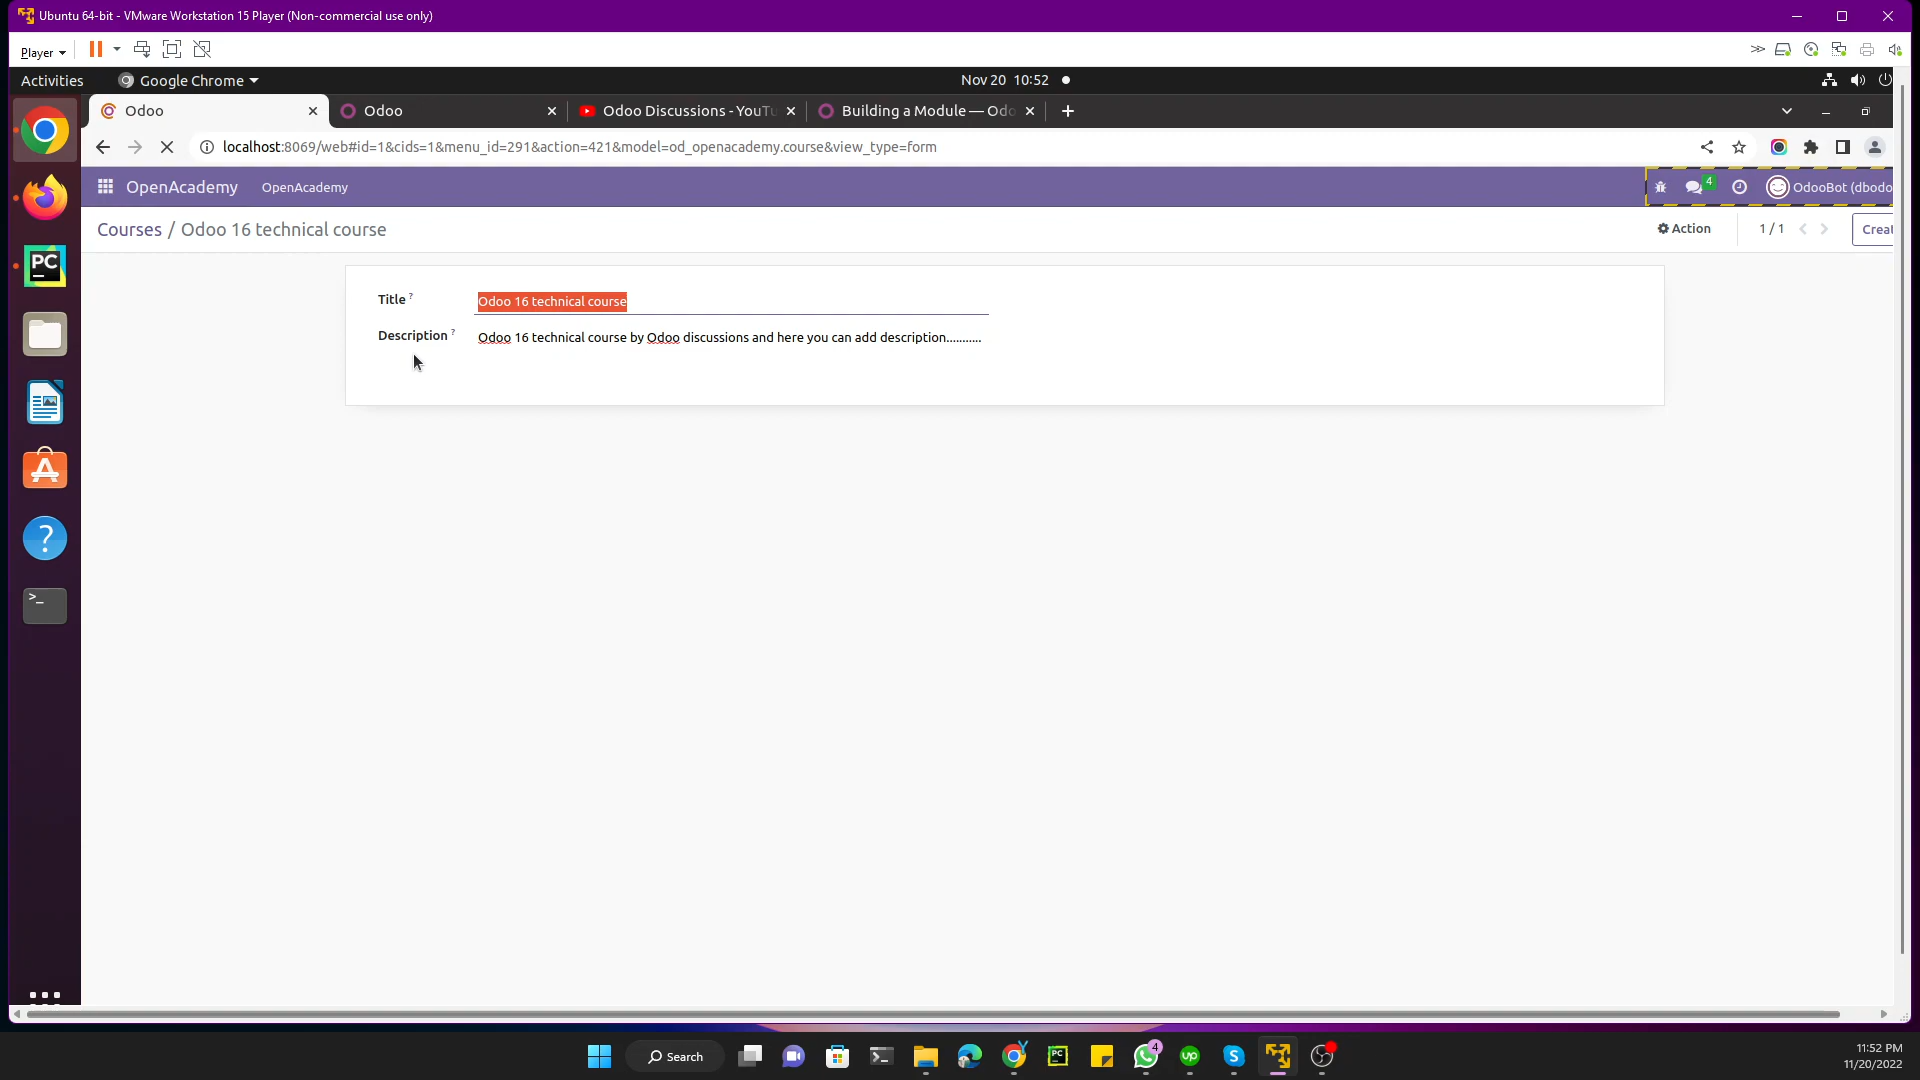 Ubuntu 64-bit - VMware Workstation 15 Player (Non-commercial use only)
Player
Activities
Google Chrome
Nov 20 10:52
Odoo
Odoo
Odoo Discussions - YouTu
Building a Module — Odo
localhost:8069/web#id=1&cids=1&menu_id=291&action=421&model=od_openacademy.course&view_type=form
OpenAcademy
OpenAcademy
4
OdooBot (dbodo
Courses / Odoo 16 technical course
Action
1 / 1
Creat
Title ?
Odoo 16 technical course
Description ?
Odoo 16 technical course by Odoo discussions and here you can add description...........
PC
PC
>_
?
Search
4
up
S
11:52 PM
11/20/2022